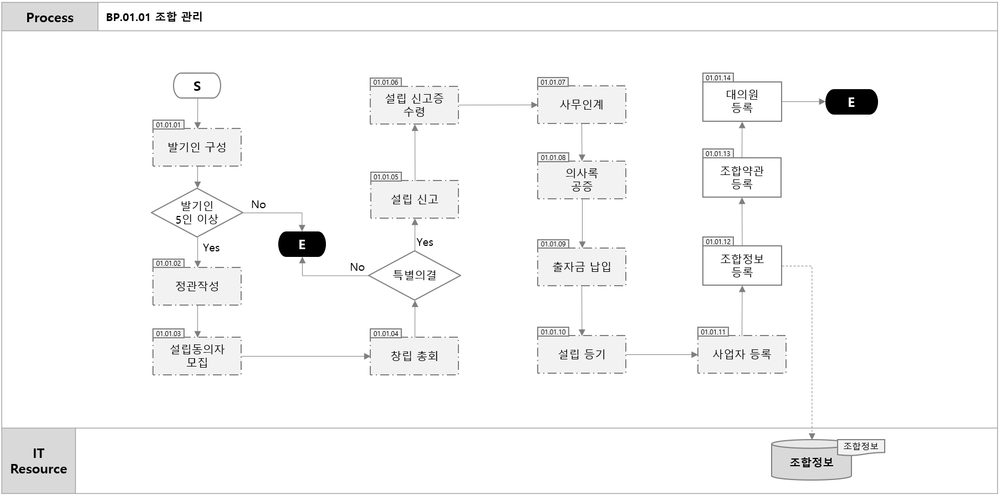 Process
BP.01.01 조합 관리
S
01.01.01
발기인 구성
발기인
5인 이상
No
Yes
E
01.01.02
정관작성
01.01.03
설립동의자
모집
01.01.04
창립 총회
특별의결
No
Yes
01.01.05
설립 신고
01.01.06
설립 신고증
수령
01.01.07
사무인계
01.01.08
의사록
공증
01.01.09
출자금 납입
01.01.10
설립 등기
01.01.11
사업자 등록
01.01.12
조합정보
등록
01.01.13
조합약관
등록
01.01.14
대의원
등록
E
IT
Resource
조합정보
조합정보